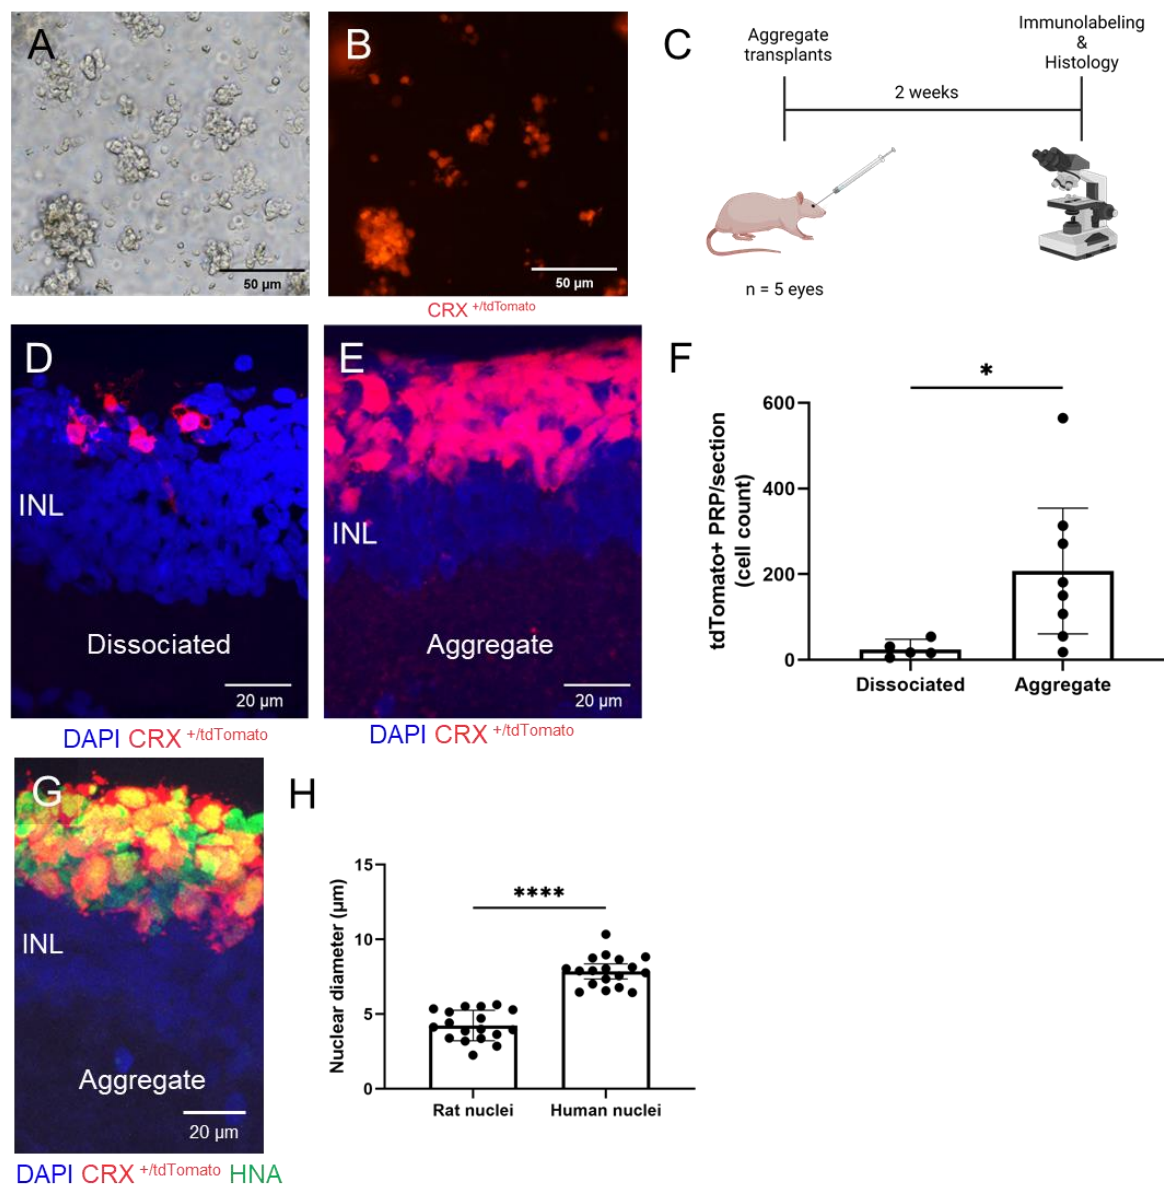 A
50 µm
B
50 µm
CRX +/tdTomato
C
Aggregate
transplants
Immunolabeling
&
Histology
2 weeks
n = 5 eyes
D
INL
Dissociated
20 µm
DAPI CRX +/tdTomato
E
INL
Aggregate
20 µm
DAPI CRX +/tdTomato
F
*
tdTomato+ PRP/section
(cell count)
600
400
200
0
Dissociated
Aggregate
G
INL
Aggregate
20 µm
DAPI CRX +/tdTomato HNA
H
****
Nuclear diameter (µm)
15
10
5
0
Rat nuclei
Human nuclei